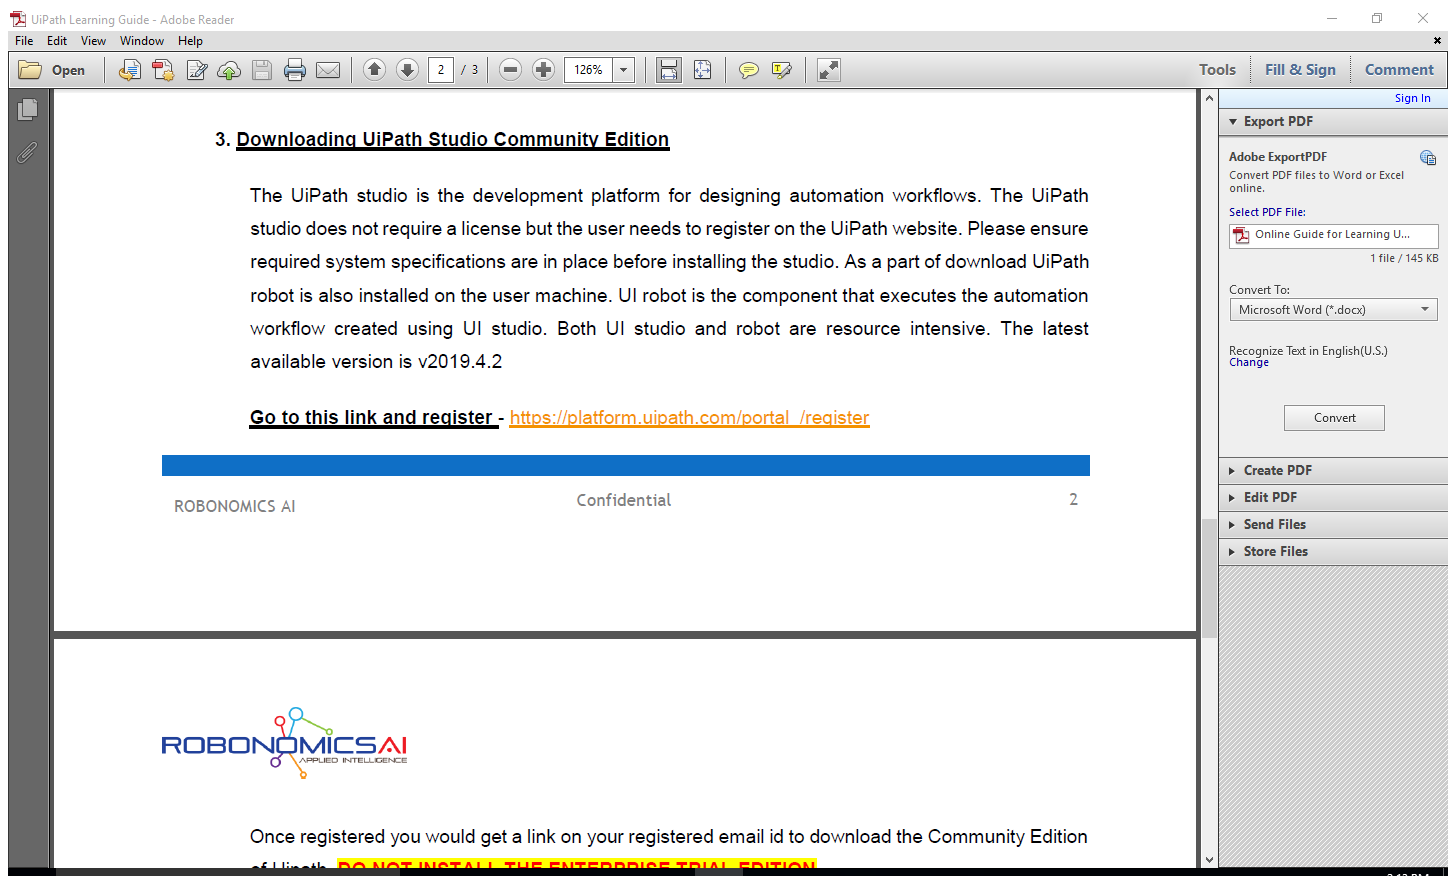 UiPath Learning Guide - Adobe Reader
File Edit View Window Help
Open 2 / 3 126% Tools Fill & Sign Comment
Sign In
Export PDF
Adobe ExportPDF
Convert PDF files to Word or Excel
online.
Select PDF File:
Online Guide for Learning U...
1 file / 145 KB
Convert To:
Microsoft Word (*.docx)
Recognize Text in English(U.S.)
Change
Convert
Create PDF
Edit PDF
Send Files
Store Files
3. Downloading UiPath Studio Community Edition
The UiPath studio is the development platform for designing automation workflows. The UiPath
studio does not require a license but the user needs to register on the UiPath website. Please ensure
required system specifications are in place before installing the studio. As a part of download UiPath
robot is also installed on the user machine. UI robot is the component that executes the automation
workflow created using UI studio. Both UI studio and robot are resource intensive. The latest
available version is v2019.4.2
Go to this link and register - https://platform.uipath.com/portal_/register
ROBONOMICS AI Confidential 2
ROBONOMICSAI
APPLIED INTELLIGENCE
Once registered you would get a link on your registered email id to download the Community Edition
of Uipath. DO NOT INSTALL THE ENTERPRISE TRIAL EDITION